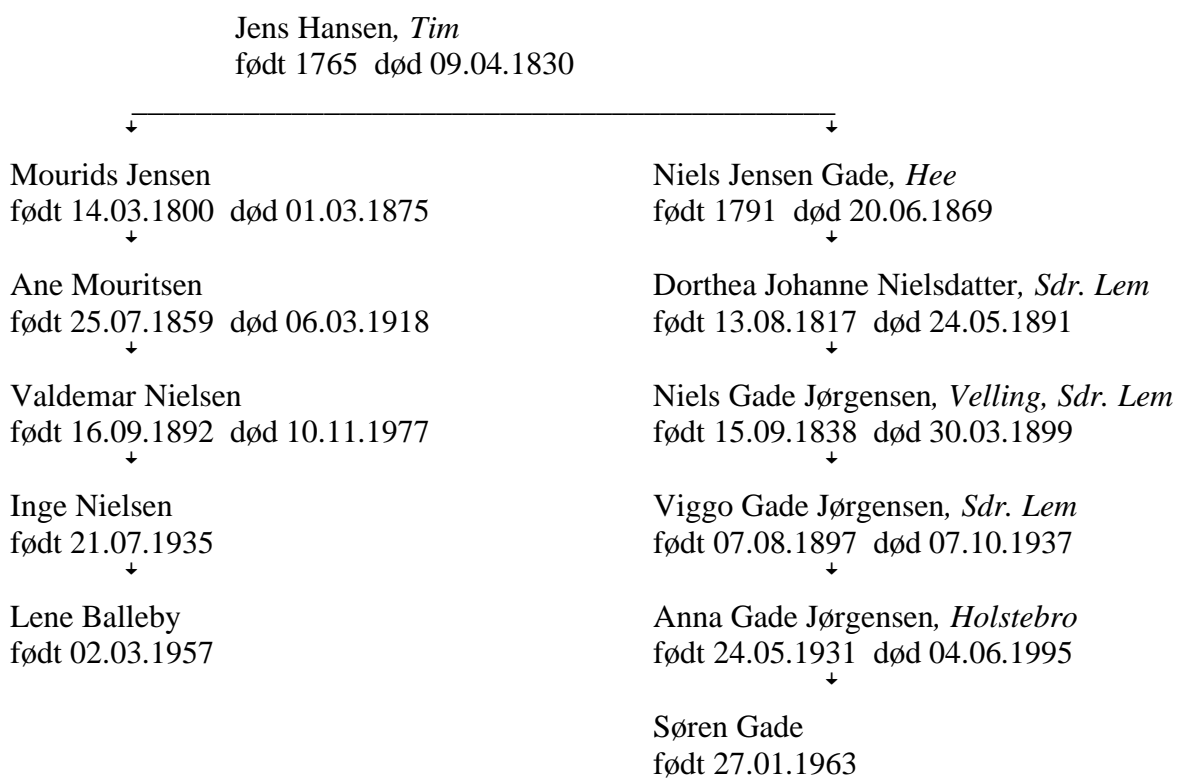 Jens Hansen, Tim
født 1765 død 09.04.1830
Mourids Jensen
født 14.03.1800 død 01.03.1875
Niels Jensen Gade, Hee
født 1791 død 20.06.1869
Ane Mouritsen
født 25.07.1859 død 06.03.1918
Dorthea Johanne Nielsdatter, Sdr. Lem
født 13.08.1817 død 24.05.1891
Valdemar Nielsen
født 16.09.1892 død 10.11.1977
Niels Gade Jørgensen, Velling, Sdr. Lem
født 15.09.1838 død 30.03.1899
Inge Nielsen
født 21.07.1935
Viggo Gade Jørgensen, Sdr. Lem
født 07.08.1897 død 07.10.1937
Lene Balleby
født 02.03.1957
Anna Gade Jørgensen, Holstebro
født 24.05.1931 død 04.06.1995
Søren Gade
født 27.01.1963